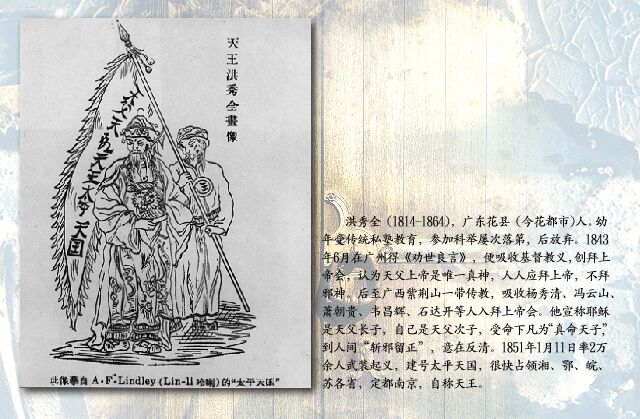 天王洪秀全画像
天王太平天国
此像摹自 A.F.Lindley (Lin-li 呤唎) 的“太平天国”
洪秀全 (1814-1864)，广东花县（今花都市)人。幼
年受传统私塾教育，参加科举屡次落第，后放弃。1843
年6月在广州得《劝世良言》，便吸收基督教义，创拜上
帝会，认为天父上帝是唯一真神，人人应拜上帝，不拜
邪神。后至广西紫荆山一带传教，吸收杨秀清、冯云山、
萧朝贵、韦昌辉、石达开等人入拜上帝会。他宣称耶稣
是天父长子，自己是天父次子，受命下凡为“真命天子”，
到人间“斩邪留正”，意在反清。1851年1月11日率2万
余人武装起义，建号太平天国，很快占领湘、鄂、皖、
苏各省，定都南京，自称天王。